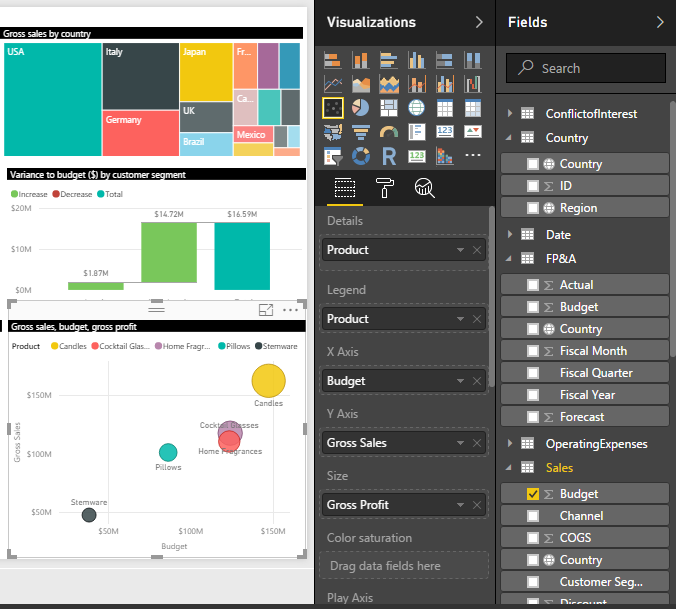 Gross sales by country
USA
Italy
Japan
Fr...
Germany
UK
Ca...
Brazil
Mexico
Variance to budget ($) by customer segment
Increase Decrease Total
$20M
$14.72M $16.59M
$10M
$1.87M
$0M
Gross sales, budget, gross profit
Product Candles Cocktail Glas... Home Fragr... Pillows Stemware
$150M
Candles
Cocktail Glasses
Gross Sales
$100M
Home Fragrances
Pillows
Stemware
$50M
$50M $100M $150M
Budget
Visualizations
123
R
123
Details
Product
Legend
Product
X Axis
Budget
Y Axis
Gross Sales
Size
Gross Profit
Color saturation
Drag data fields here
Play Axis
Fields
Search
ConflictofInterest
Country
Country
ID
Region
Date
FP&A
Actual
Budget
Country
Fiscal Month
Fiscal Quarter
Fiscal Year
Forecast
OperatingExpenses
Sales
Budget
Channel
COGS
Country
Customer Seg...
Discount